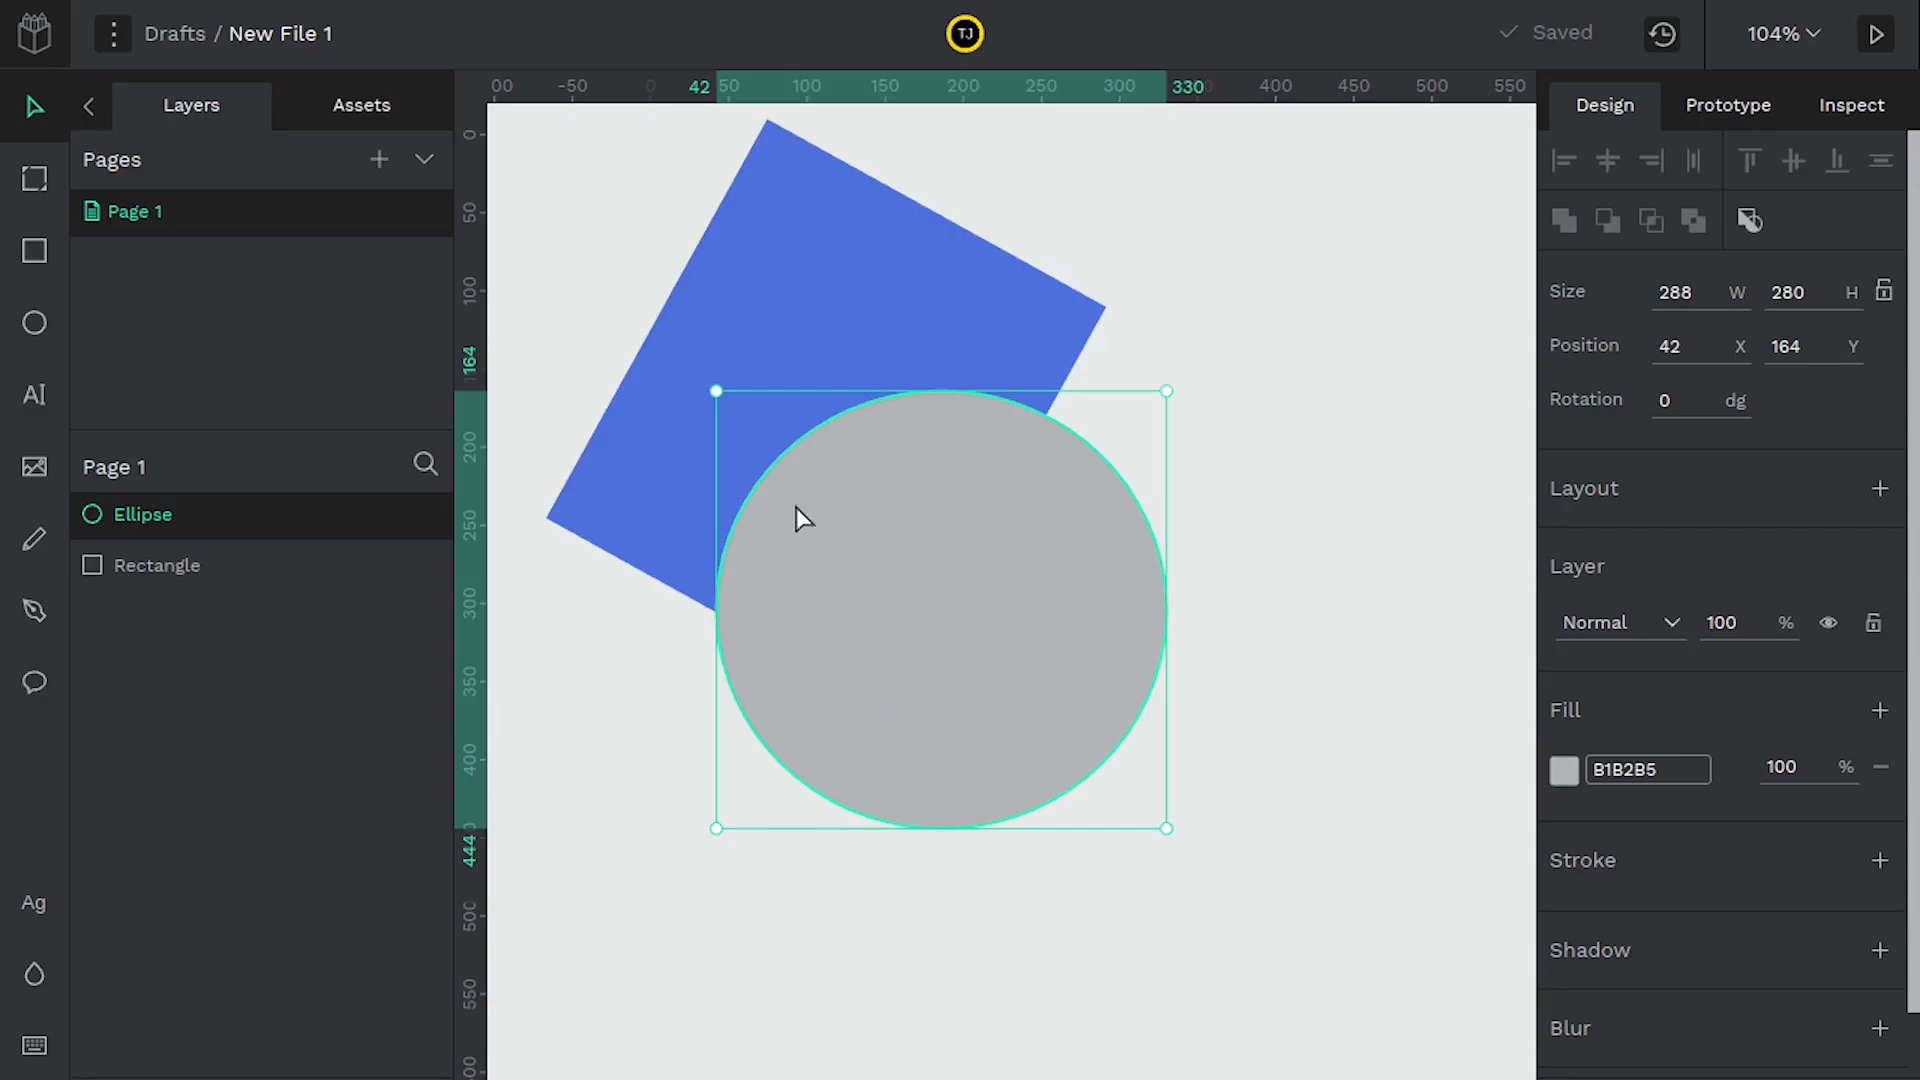 Drafts / New File 1
TJ
Saved
104%
Layers
Assets
Pages
Page 1
Page 1
Ellipse
Rectangle
AI
Ag
00 -50 0 42 50 100 150 200 250 300 330 400 450 500 550
0
50
100
164
200
250
300
350
400
444
500
550
Design
Prototype
Inspect
Size 288 W 280 H
Position 42 X 164 Y
Rotation 0 dg
Layout
Layer
Normal 100 %
Fill
B1B2B5 100 %
Stroke
Shadow
Blur